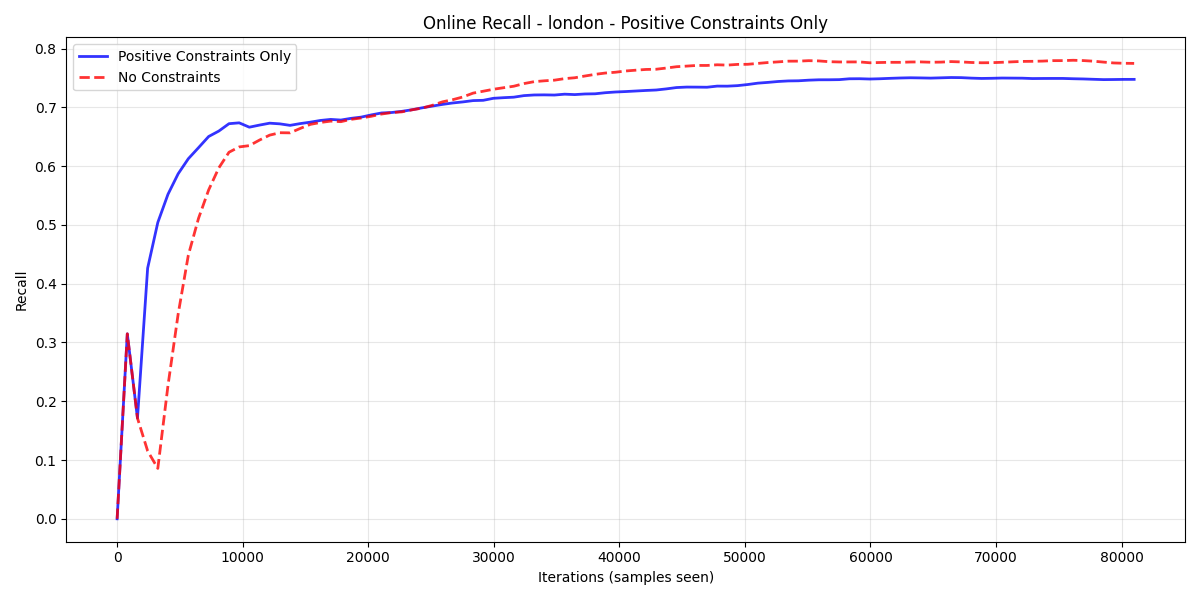 Online Recall - london - Positive Constraints Only
Positive Constraints Only
No Constraints
0.8
0.7
0.6
0.5
0.4
0.3
0.2
0.1
0.0
Recall
0 10000 20000 30000 40000 50000 60000 70000 80000
Iterations (samples seen)